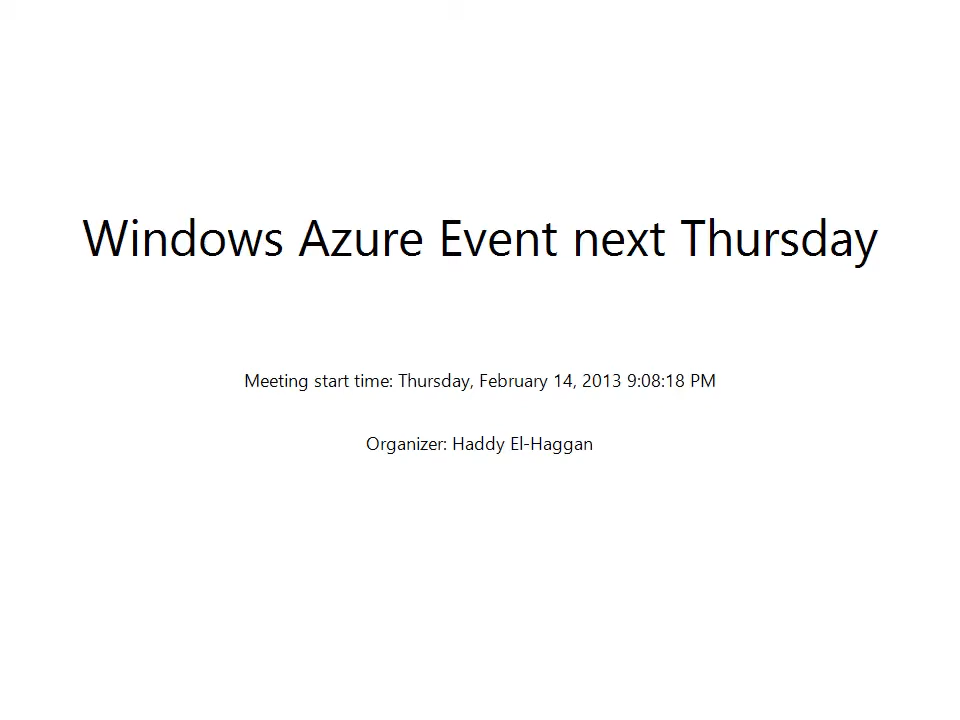 Windows Azure Event next Thursday
Meeting start time: Thursday, February 14, 2013 9:08:18 PM
Organizer: Haddy El-Haggan